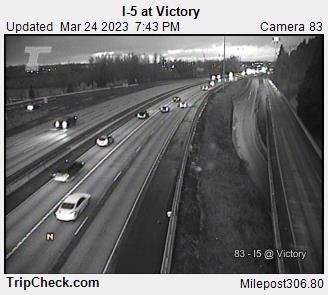 I-5 at Victory
Updated Mar 24 2023 7:43 PM Camera 83
T
N
83 - I5 @ Victory
TripCheck.com Milepost306.80